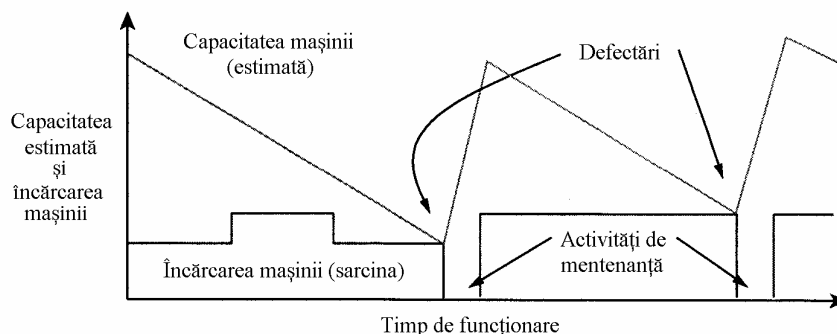 Capacitatea mașinii
(estimată)
Defectări
Capacitatea
estimată
și
încărcarea
mașinii
Încărcarea mașinii (sarcina)
Activități de
mentenanță
Timp de funcționare